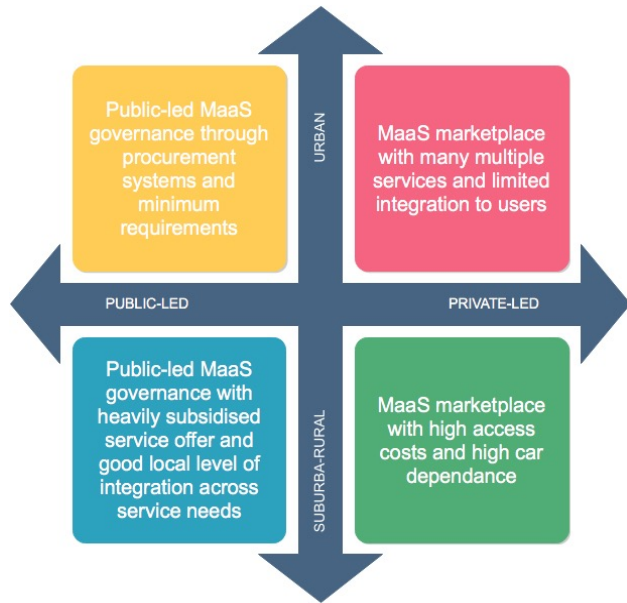 Public-led MaaS
governance through
procurement
systems and
minimum
requirements
URBAN
MaaS marketplace
with many multiple
services and limited
integration to users
PUBLIC-LED
PRIVATE-LED
Public-led MaaS
governance with
heavily subsidised
service offer and
good local level of
integration across
service needs
SUBURBA-RURAL
MaaS marketplace
with high access
costs and high car
dependance